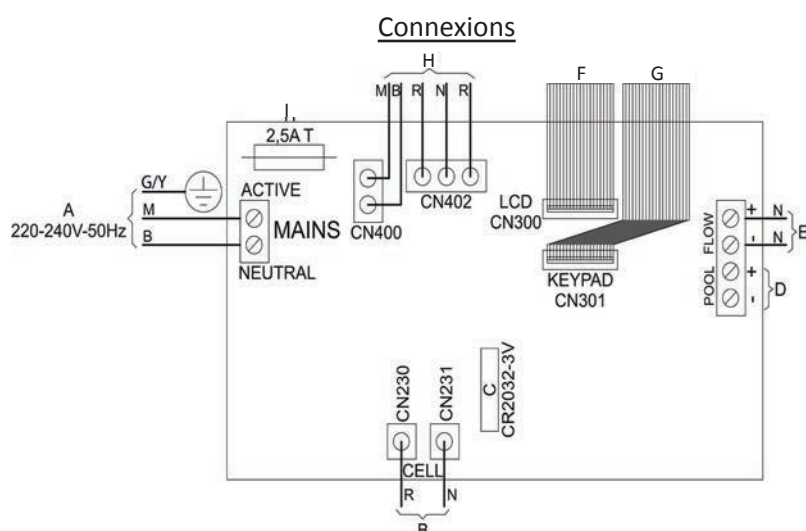 Connexions
H
F G
M B R N R
J.
2,5A T
G/Y
ACTIVE
A
220-240V-50Hz
M
MAINS
B
NEUTRAL
CN400
CN402
LCD
CN300
KEYPAD
CN301
+ N
FLOW
- N
E
POOL
+
-
D
CN230
CN231
C
CR2032-3V
CELL
R N
B